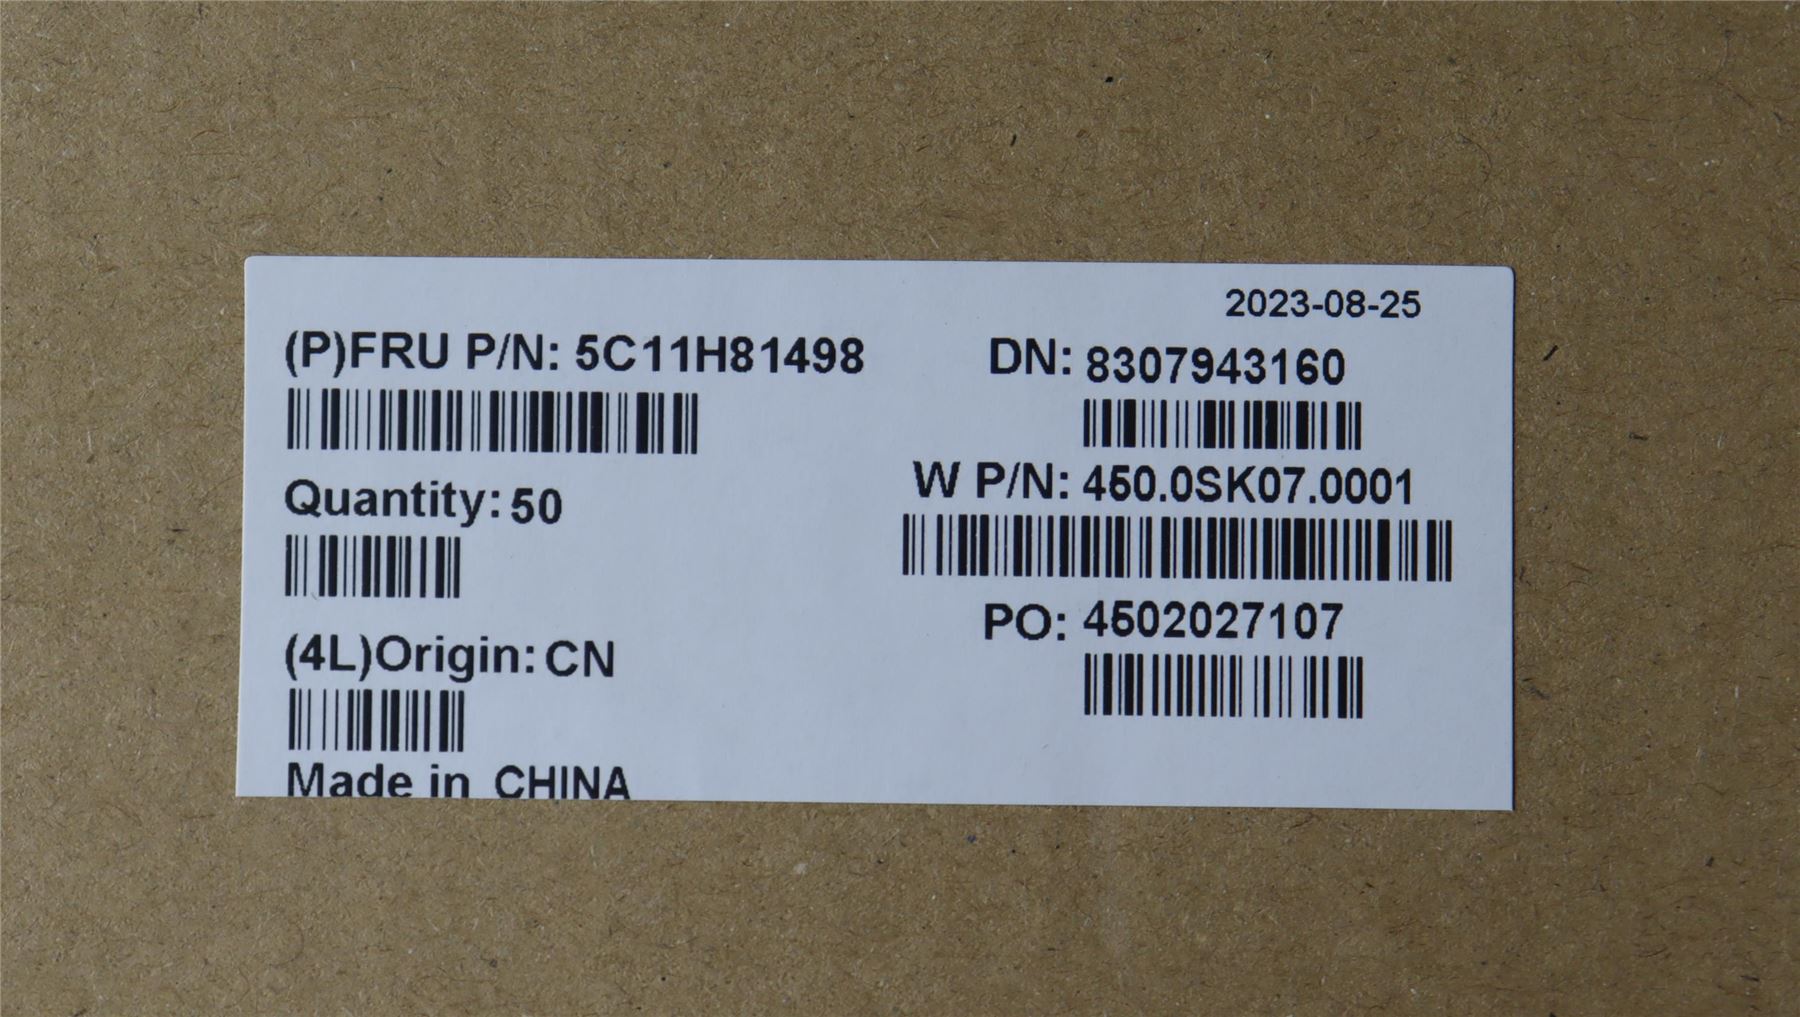 2023-08-25
(P)FRU P/N: 5C11H81498
DN: 8307943160
W P/N: 450.0SK07.0001
Quantity: 50
PO: 4502027107
(4L)Origin: CN
Made in CHINA